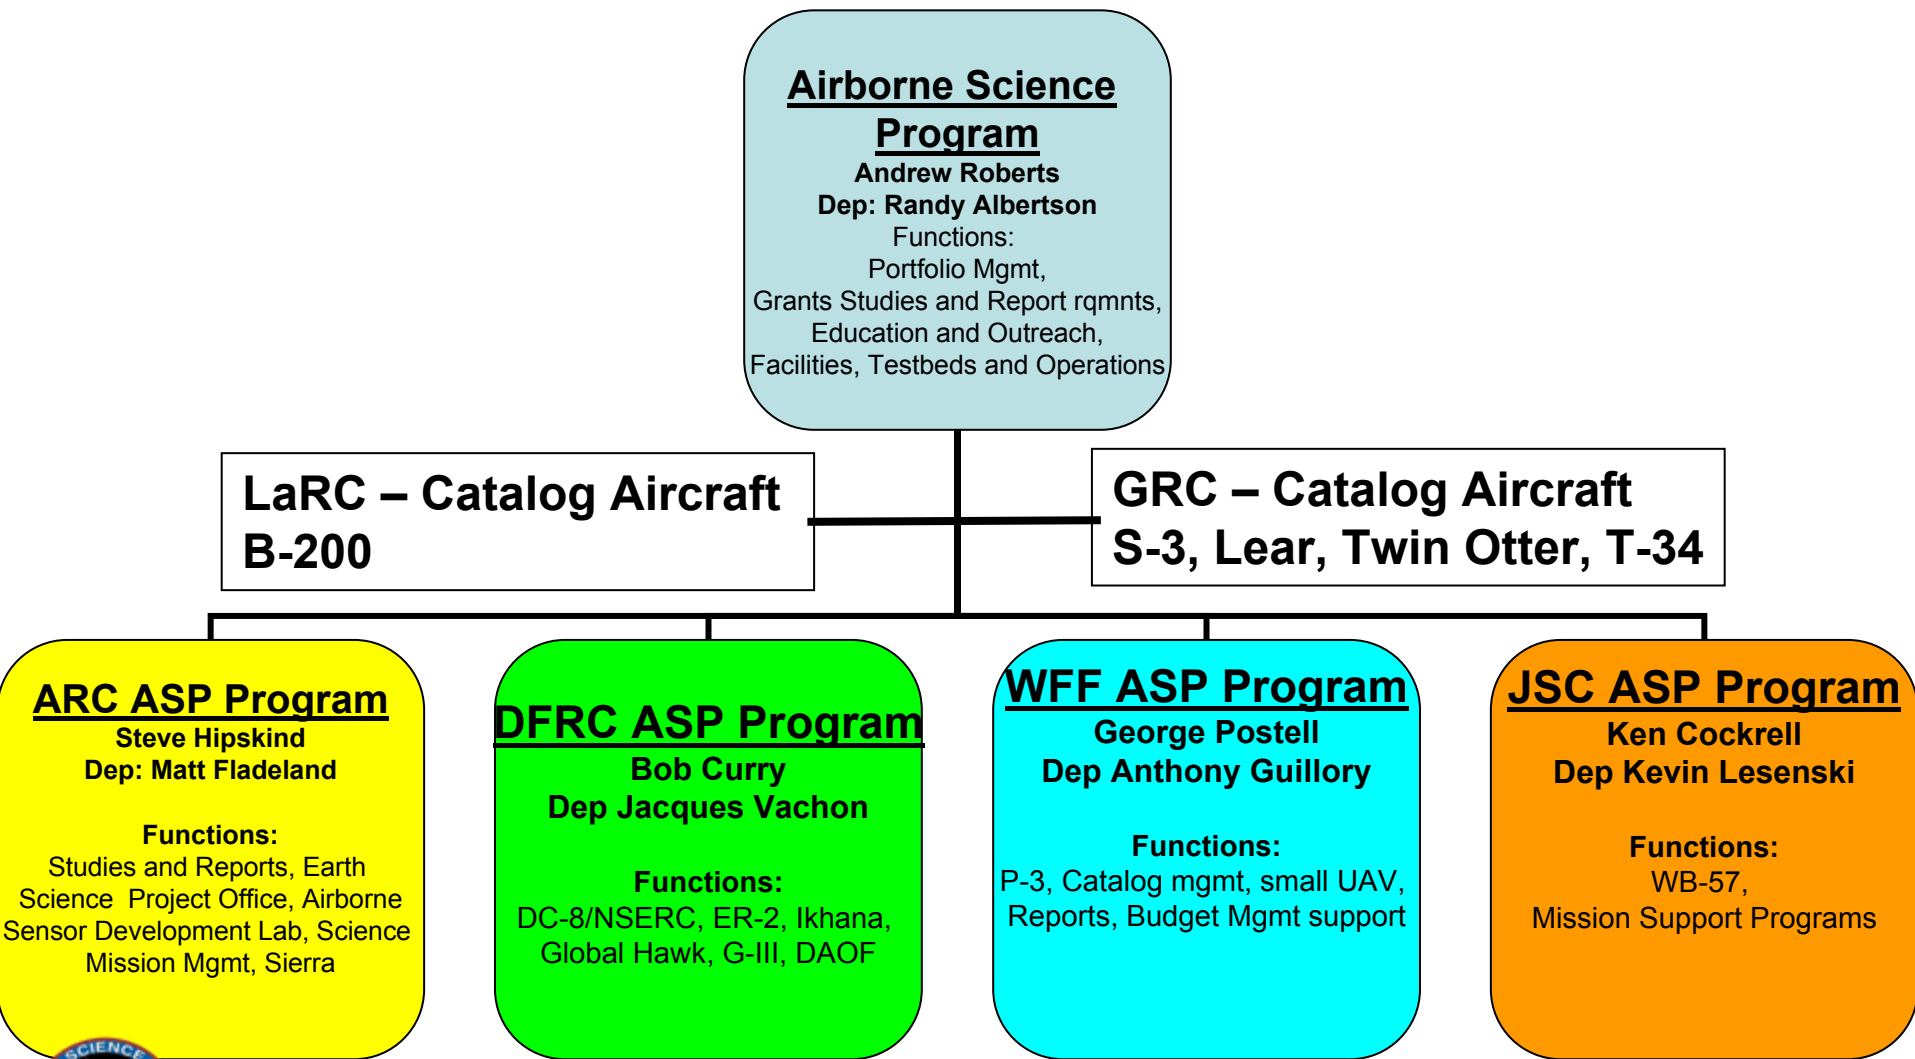 Airborne Science
Program
Andrew Roberts
Dep: Randy Albertson
Functions:
Portfolio Mgmt,
Grants Studies and Report rqmnts,
Education and Outreach,
Facilities, Testbeds and Operations
LaRC – Catalog Aircraft
B-200
GRC – Catalog Aircraft
S-3, Lear, Twin Otter, T-34
ARC ASP Program
Steve Hipskind
Dep: Matt Fladeland
Functions:
Studies and Reports, Earth
Science Project Office, Airborne
Sensor Development Lab, Science
Mission Mgmt, Sierra
DFRC ASP Program
Bob Curry
Dep Jacques Vachon
Functions:
DC-8/NSERC, ER-2, Ikhana,
Global Hawk, G-III, DAOF
WFF ASP Program
George Postell
Dep Anthony Guillory
Functions:
P-3, Catalog mgmt, small UAV,
Reports, Budget Mgmt support
JSC ASP Program
Ken Cockrell
Dep Kevin Lesenski
Functions:
WB-57,
Mission Support Programs
SCIENCE